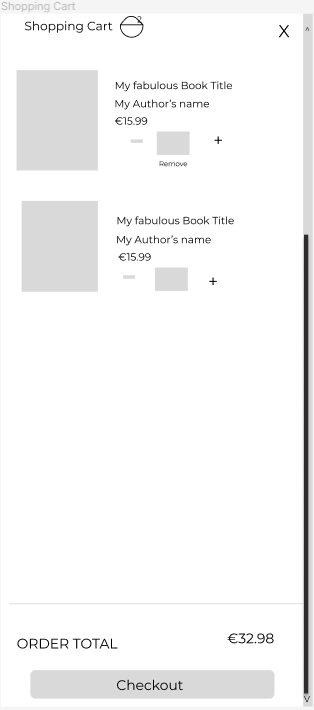 Shopping Cart
Shopping Cart 2
X
My fabulous Book Title
My Author's name
€15.99
- +
Remove
My fabulous Book Title
My Author's name
€15.99
- +
ORDER TOTAL €32.98
Checkout